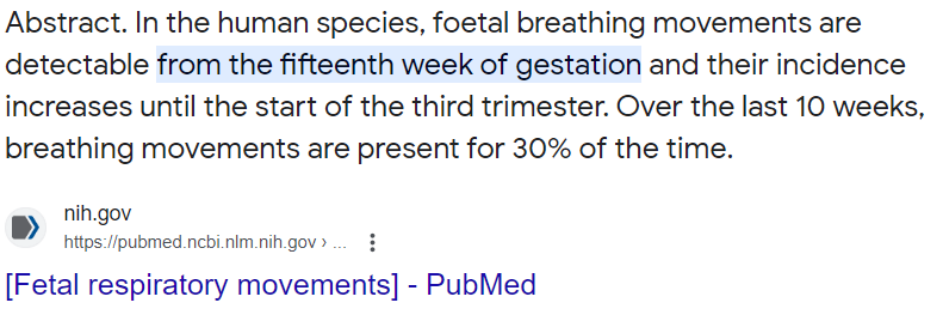 Abstract. In the human species, foetal breathing movements are
detectable from the fifteenth week of gestation and their incidence
increases until the start of the third trimester. Over the last 10 weeks,
breathing movements are present for 30% of the time.
nih.gov
https://pubmed.ncbi.nlm.nih.gov › ...
[Fetal respiratory movements] - PubMed